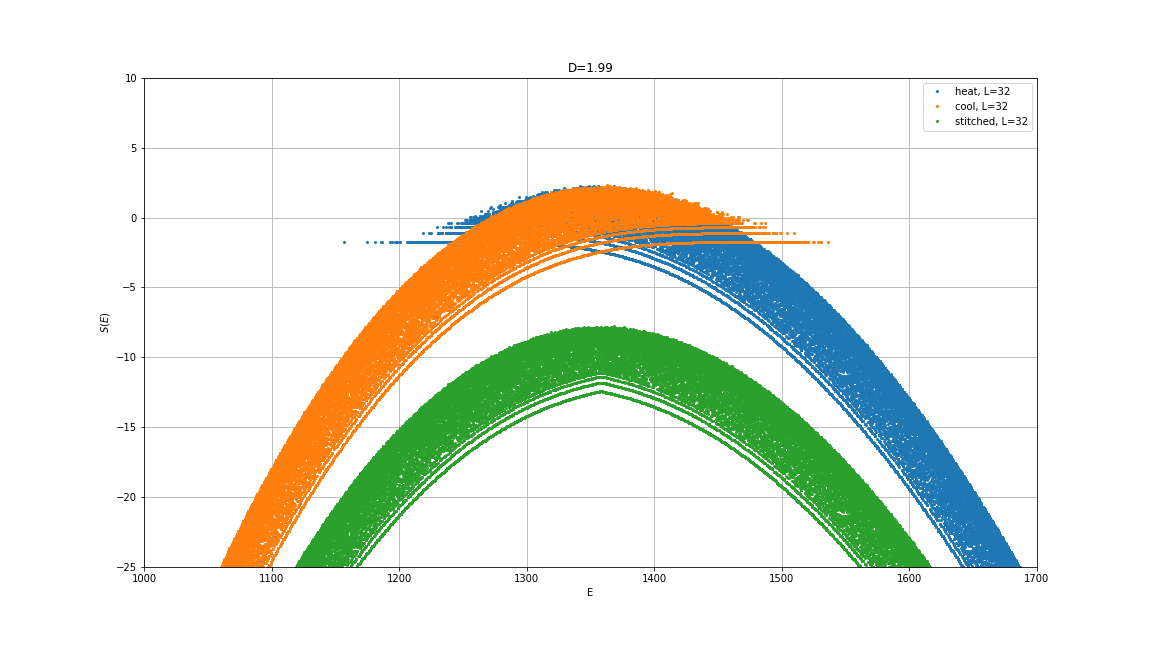 D=1.99
heat, L=32
cool, L=32
stitched, L=32
10
5
0
−5
−10
−15
−20
−25
S(E)
1000 1100 1200 1300 1400 1500 1600 1700
E